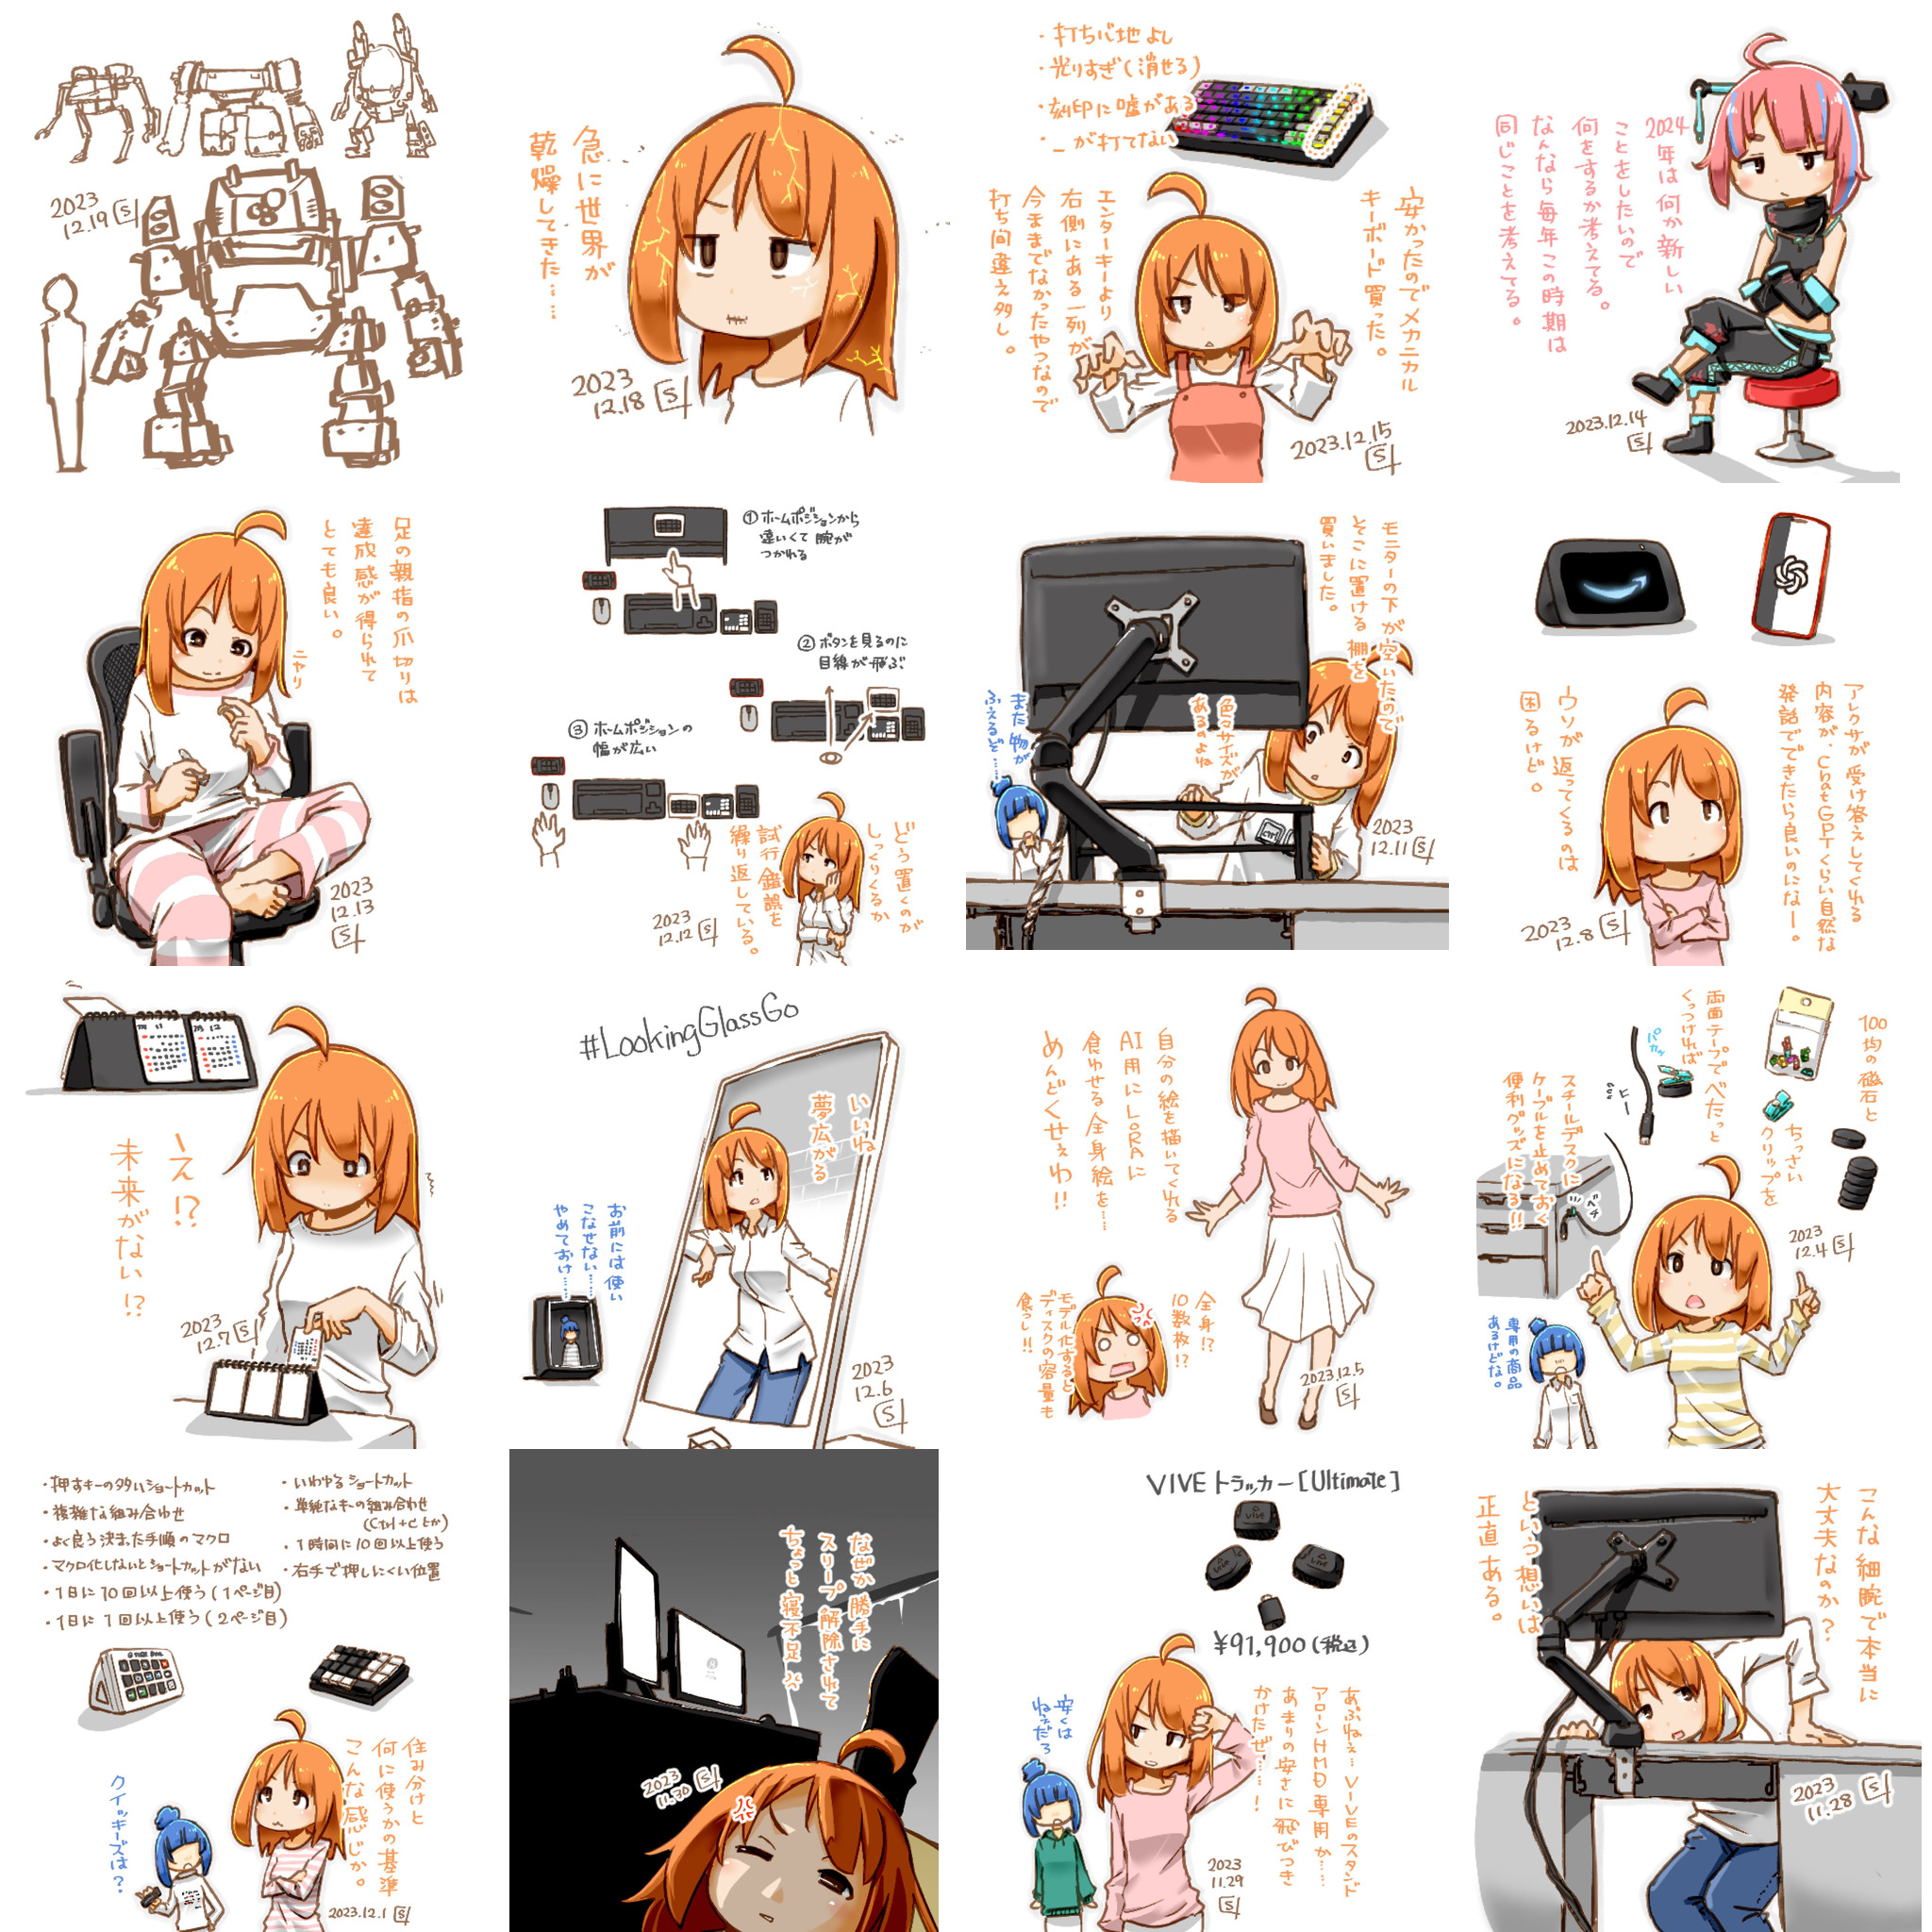 2023
12.19
急に世界が
乾燥してきた……
2023
12.18
・打ち心地よし
・光りすぎ(消せる)
・刻印に嘘がある
・_が打てない
安かったのでメカニカル
キーボード買った。
エンターキーより
右側にある一列が
今までなかったやつなので
打ち間違え多し。
2023.12.15
2024年は何か新しい
ことをしたいので
何をするか考えてる。
なんなら毎年この時期は
同じことを考えてる。
2023.12.14
足の親指の爪切りは
達成感が得られて
とても良い。
ニヤリ
2023
12.13
①ホームポジションから
遠いくて腕が
つかれる
②ボタンを見るのに
目線が飛ぶ
③ホームポジションの
幅が広い
どう置くのが
しっくりくるか
試行錯誤を
繰り返している。
2023
12.12
モニターの下が空いたので
そこに置ける棚を
買いました。
色々サイズが
あるのよね
また物が
ふえるぞ……
Ctrl
2023
12.11
アレクサが受け答えしてくれる
内容が、ChatGPTくらい自然な
発話でできたら良いのになー。
ウソが返ってくるのは
困るけど。
2023
12.8
11
12
え!?
未来がない!?
2023
12.7
#LookingGlassGo
いいね
夢広がる
お前には使い
こなせない……
やめておけ……
2023
12.6
自分の絵を描いてくれる
AI用にLoRAに
食わせる全身絵を……
めんどくせぇわ!!
全身!?
10数枚!?
モデル化すると
ディスクの容量も
食うし!!
2023.12.5
100均の磁石と
ちっさい
クリップを
両面テープでべたっと
くっつければ
パカッ
スチールデスクに
ケーブルを止めておく
便利グッズになる!!
ベチ
専用の商品
あるけどな。
2023
12.4
・押すキーの多いショートカット
・複雑な組み合わせ
・よく良う決まった手順のマクロ
・マクロ化しないとショートカットがない
・1日に10回以上使う(1ページ目)
・1日に1回以上使う(2ページ目)
・いわゆるショートカット
・単純なキーの組み合わせ
(Ctrl+Cとか)
・1時間に10回以上使う
・右手で押しにくい位置
住み分けと
何に使うかの基準
こんな感じか。
クイックキーズは?
2023.12.1
なぜか勝手に
スリープ解除されて
ちょっと寝不足
2023
11.30
VIVEトラッカー[Ultimate]
VIVE
VIVE
VIVE
¥91,900(税込)
あぶねぇ…VIVEのスタンド
アローンHMD専用か……
あまりの安さに飛びつき
かけたぜ……!
安くは
ねぇだろ
2023
11.29
こんな細腕で本当に
大丈夫なのか?
という想いは
正直ある。
2023
11.28